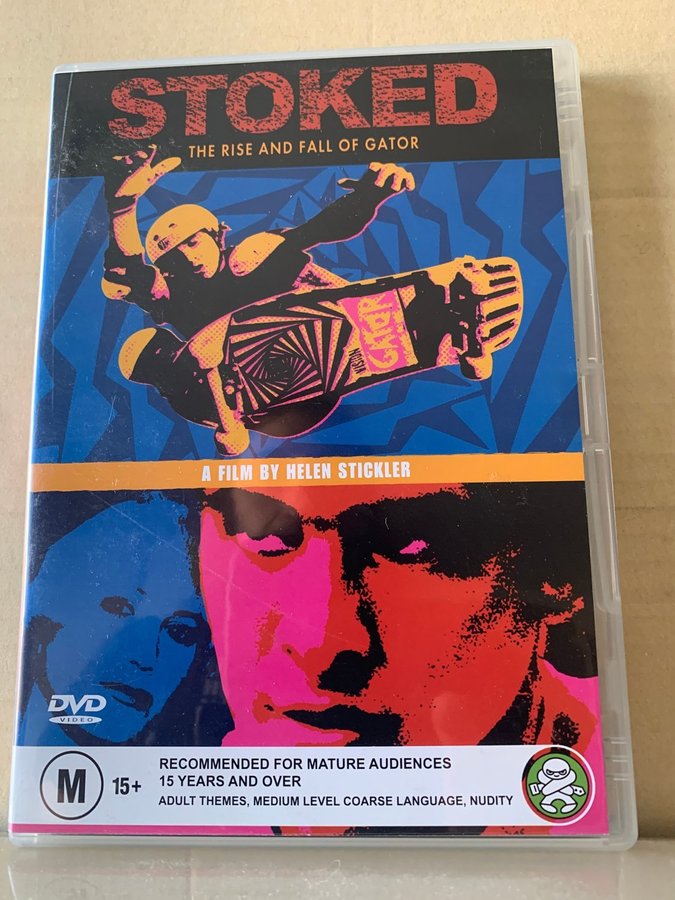 STOKED
THE RISE AND FALL OF GATOR
GATOR
VISION
A FILM BY HELEN STICKLER
DVD
VIDEO
M 15+
RECOMMENDED FOR MATURE AUDIENCES
15 YEARS AND OVER
ADULT THEMES, MEDIUM LEVEL COARSE LANGUAGE, NUDITY